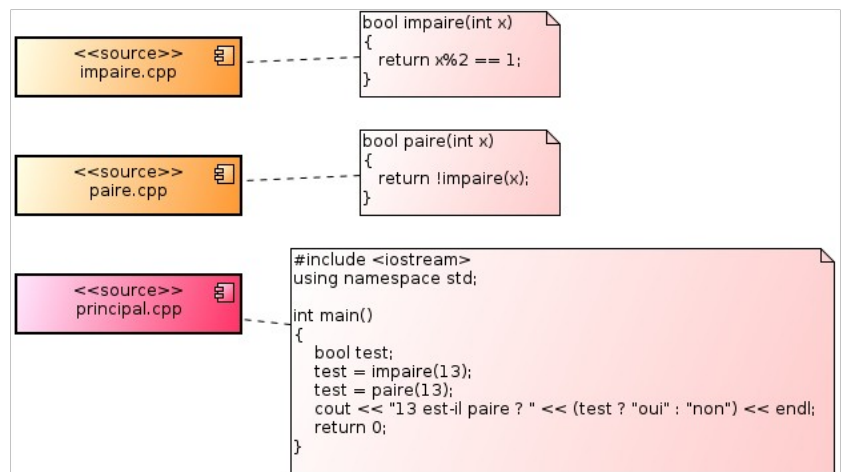 <<source>>
impaire.cpp
bool impaire(int x)
{
return x%2 == 1;
}
<<source>>
paire.cpp
bool paire(int x)
{
return !impaire(x);
}
<<source>>
principal.cpp
#include <iostream>
using namespace std;
int main()
{
bool test;
test = impaire(13);
test = paire(13);
cout << "13 est-il paire ? " << (test ? "oui" : "non") << endl;
return 0;
}